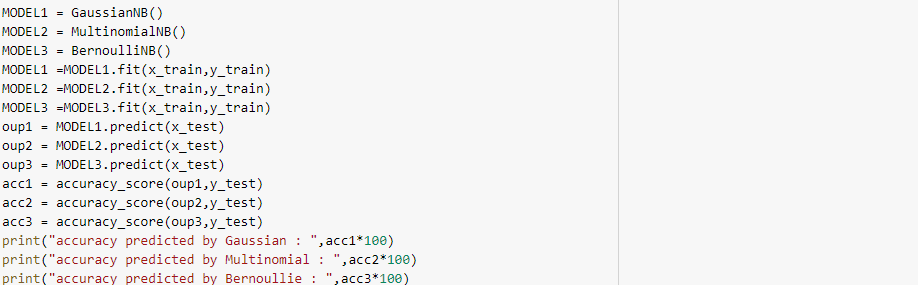 MODEL1 = GaussianNB()
MODEL2 = MultinomialNB()
MODEL3 = BernoulliNB()
MODEL1 =MODEL1.fit(x_train,y_train)
MODEL2 =MODEL2.fit(x_train,y_train)
MODEL3 =MODEL3.fit(x_train,y_train)
oup1 = MODEL1.predict(x_test)
oup2 = MODEL2.predict(x_test)
oup3 = MODEL3.predict(x_test)
acc1 = accuracy_score(oup1,y_test)
acc2 = accuracy_score(oup2,y_test)
acc3 = accuracy_score(oup3,y_test)
print("accuracy predicted by Gaussian : ",acc1*100)
print("accuracy predicted by Multinomial : ",acc2*100)
print("accuracy predicted by Bernoullie : ",acc3*100)